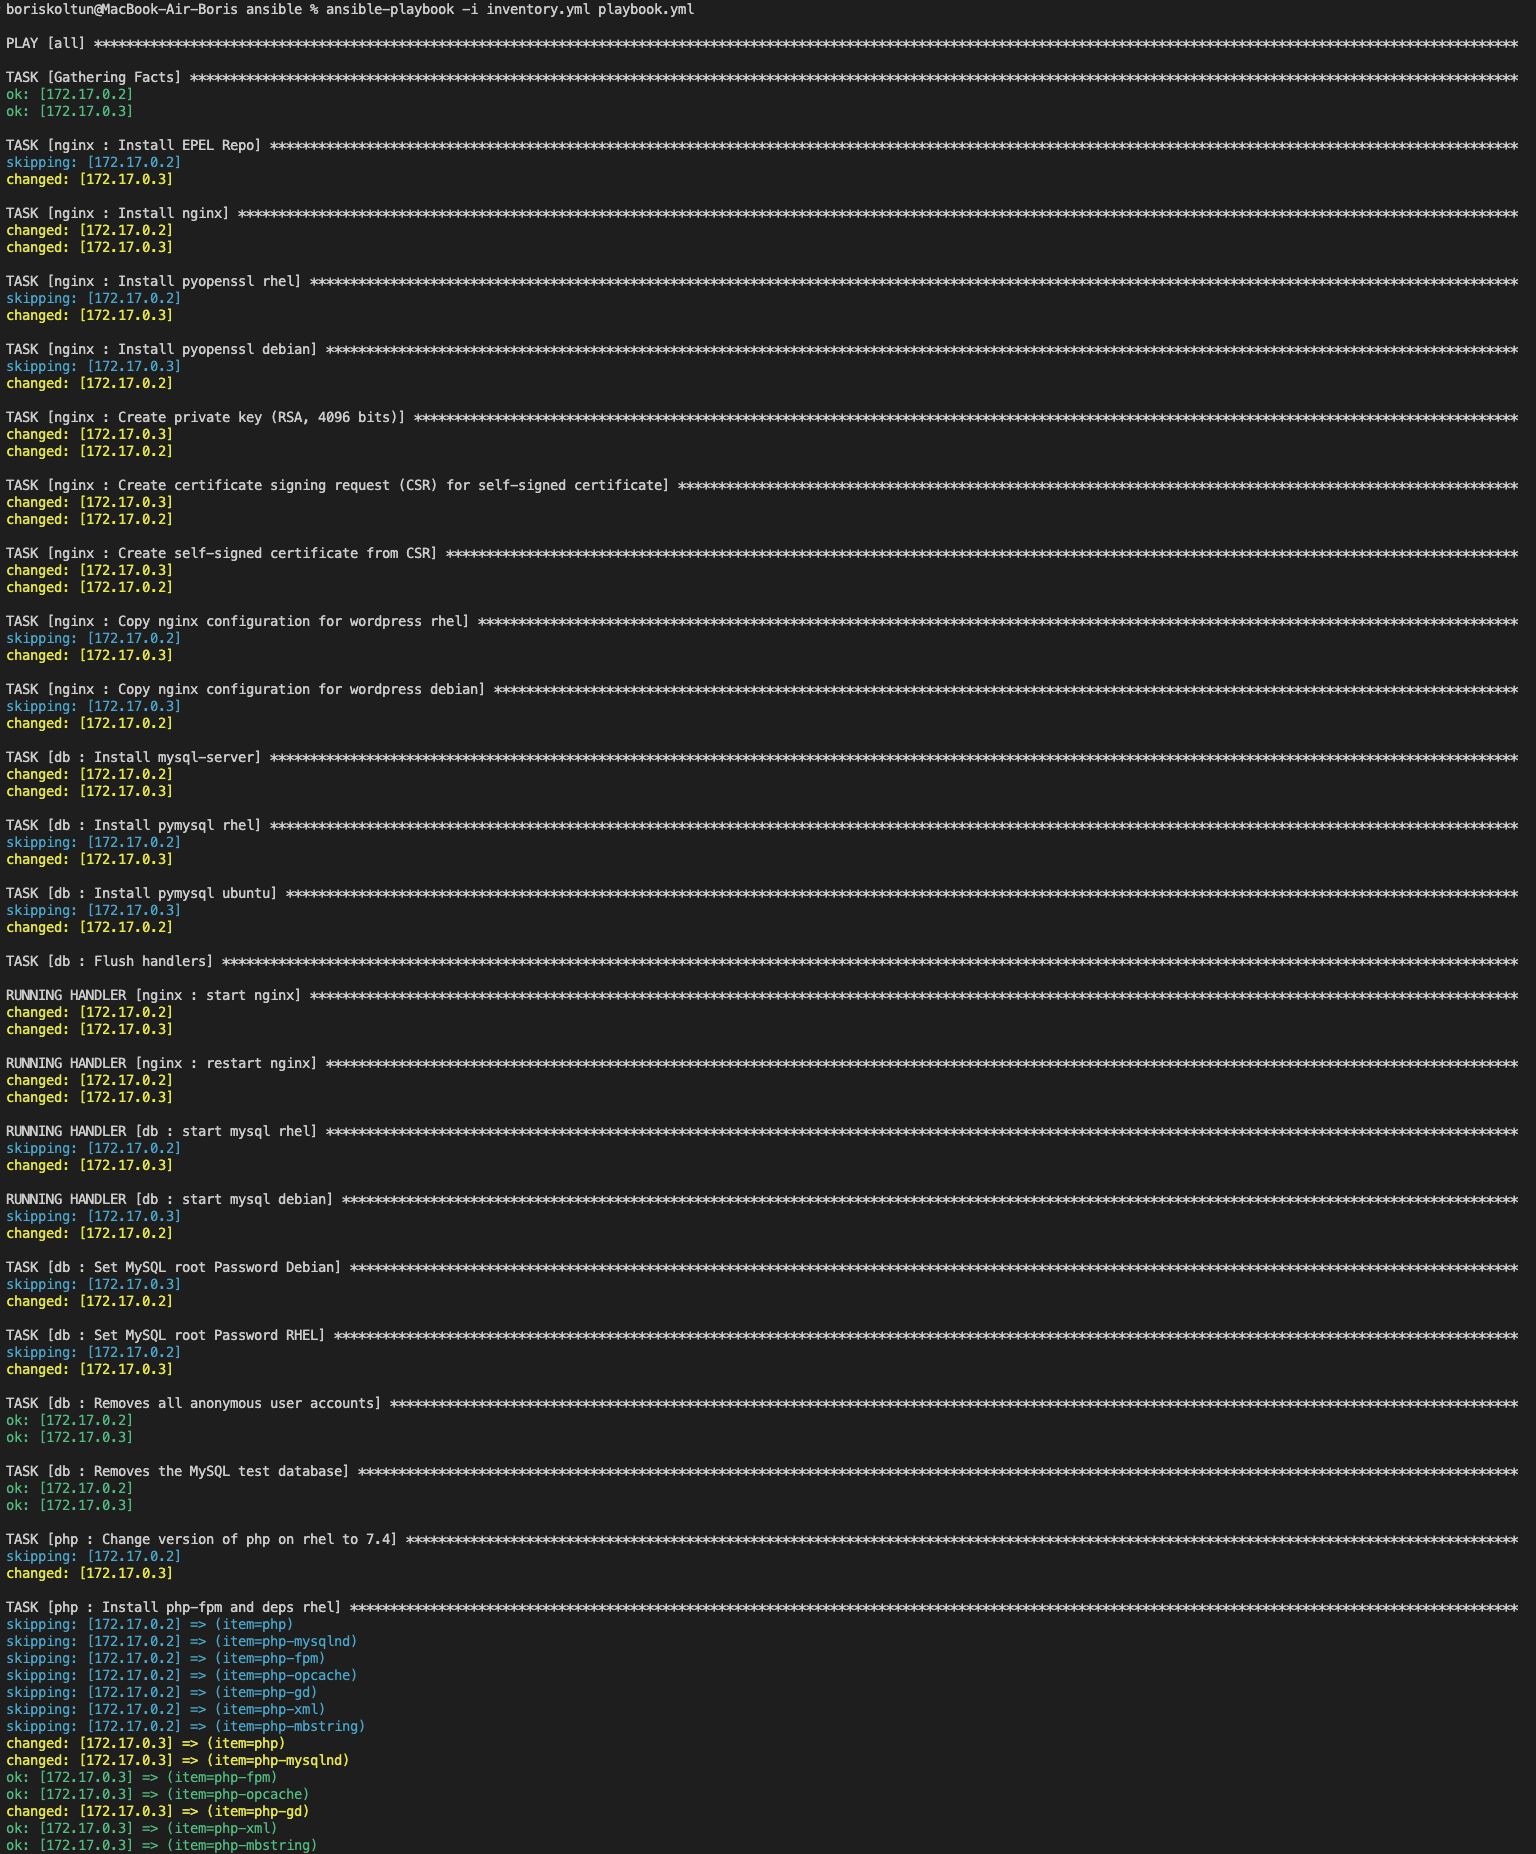 boriskoltun@MacBook-Air-Boris ansible % ansible-playbook -i inventory.yml playbook.yml
PLAY [all] ***
TASK [Gathering Facts] ***
ok: [172.17.0.2]
ok: [172.17.0.3]
TASK [nginx : Install EPEL Repo] ***
skipping: [172.17.0.2]
changed: [172.17.0.3]
TASK [nginx : Install nginx] ***
changed: [172.17.0.2]
changed: [172.17.0.3]
TASK [nginx : Install pyopenssl rhel] ***
skipping: [172.17.0.2]
changed: [172.17.0.3]
TASK [nginx : Install pyopenssl debian] ***
skipping: [172.17.0.3]
changed: [172.17.0.2]
TASK [nginx : Create private key (RSA, 4096 bits)] ***
changed: [172.17.0.3]
changed: [172.17.0.2]
TASK [nginx : Create certificate signing request (CSR) for self-signed certificate] ***
changed: [172.17.0.3]
changed: [172.17.0.2]
TASK [nginx : Create self-signed certificate from CSR] ***
changed: [172.17.0.3]
changed: [172.17.0.2]
TASK [nginx : Copy nginx configuration for wordpress rhel] ***
skipping: [172.17.0.2]
changed: [172.17.0.3]
TASK [nginx : Copy nginx configuration for wordpress debian] ***
skipping: [172.17.0.3]
changed: [172.17.0.2]
TASK [db : Install mysql-server] ***
changed: [172.17.0.2]
changed: [172.17.0.3]
TASK [db : Install pymysql rhel] ***
skipping: [172.17.0.2]
changed: [172.17.0.3]
TASK [db : Install pymysql ubuntu] ***
skipping: [172.17.0.3]
changed: [172.17.0.2]
TASK [db : Flush handlers] ***
RUNNING HANDLER [nginx : start nginx] ***
changed: [172.17.0.2]
changed: [172.17.0.3]
RUNNING HANDLER [nginx : restart nginx] ***
changed: [172.17.0.2]
changed: [172.17.0.3]
RUNNING HANDLER [db : start mysql rhel] ***
skipping: [172.17.0.2]
changed: [172.17.0.3]
RUNNING HANDLER [db : start mysql debian] ***
skipping: [172.17.0.3]
changed: [172.17.0.2]
TASK [db : Set MySQL root Password Debian] ***
skipping: [172.17.0.3]
changed: [172.17.0.2]
TASK [db : Set MySQL root Password RHEL] ***
skipping: [172.17.0.2]
changed: [172.17.0.3]
TASK [db : Removes all anonymous user accounts] ***
ok: [172.17.0.2]
ok: [172.17.0.3]
TASK [db : Removes the MySQL test database] ***
ok: [172.17.0.2]
ok: [172.17.0.3]
TASK [php : Change version of php on rhel to 7.4] ***
skipping: [172.17.0.2]
changed: [172.17.0.3]
TASK [php : Install php-fpm and deps rhel] ***
skipping: [172.17.0.2] => (item=php)
skipping: [172.17.0.2] => (item=php-mysqlnd)
skipping: [172.17.0.2] => (item=php-fpm)
skipping: [172.17.0.2] => (item=php-opcache)
skipping: [172.17.0.2] => (item=php-gd)
skipping: [172.17.0.2] => (item=php-xml)
skipping: [172.17.0.2] => (item=php-mbstring)
changed: [172.17.0.3] => (item=php)
changed: [172.17.0.3] => (item=php-mysqlnd)
ok: [172.17.0.3] => (item=php-fpm)
ok: [172.17.0.3] => (item=php-opcache)
changed: [172.17.0.3] => (item=php-gd)
ok: [172.17.0.3] => (item=php-xml)
ok: [172.17.0.3] => (item=php-mbstring)